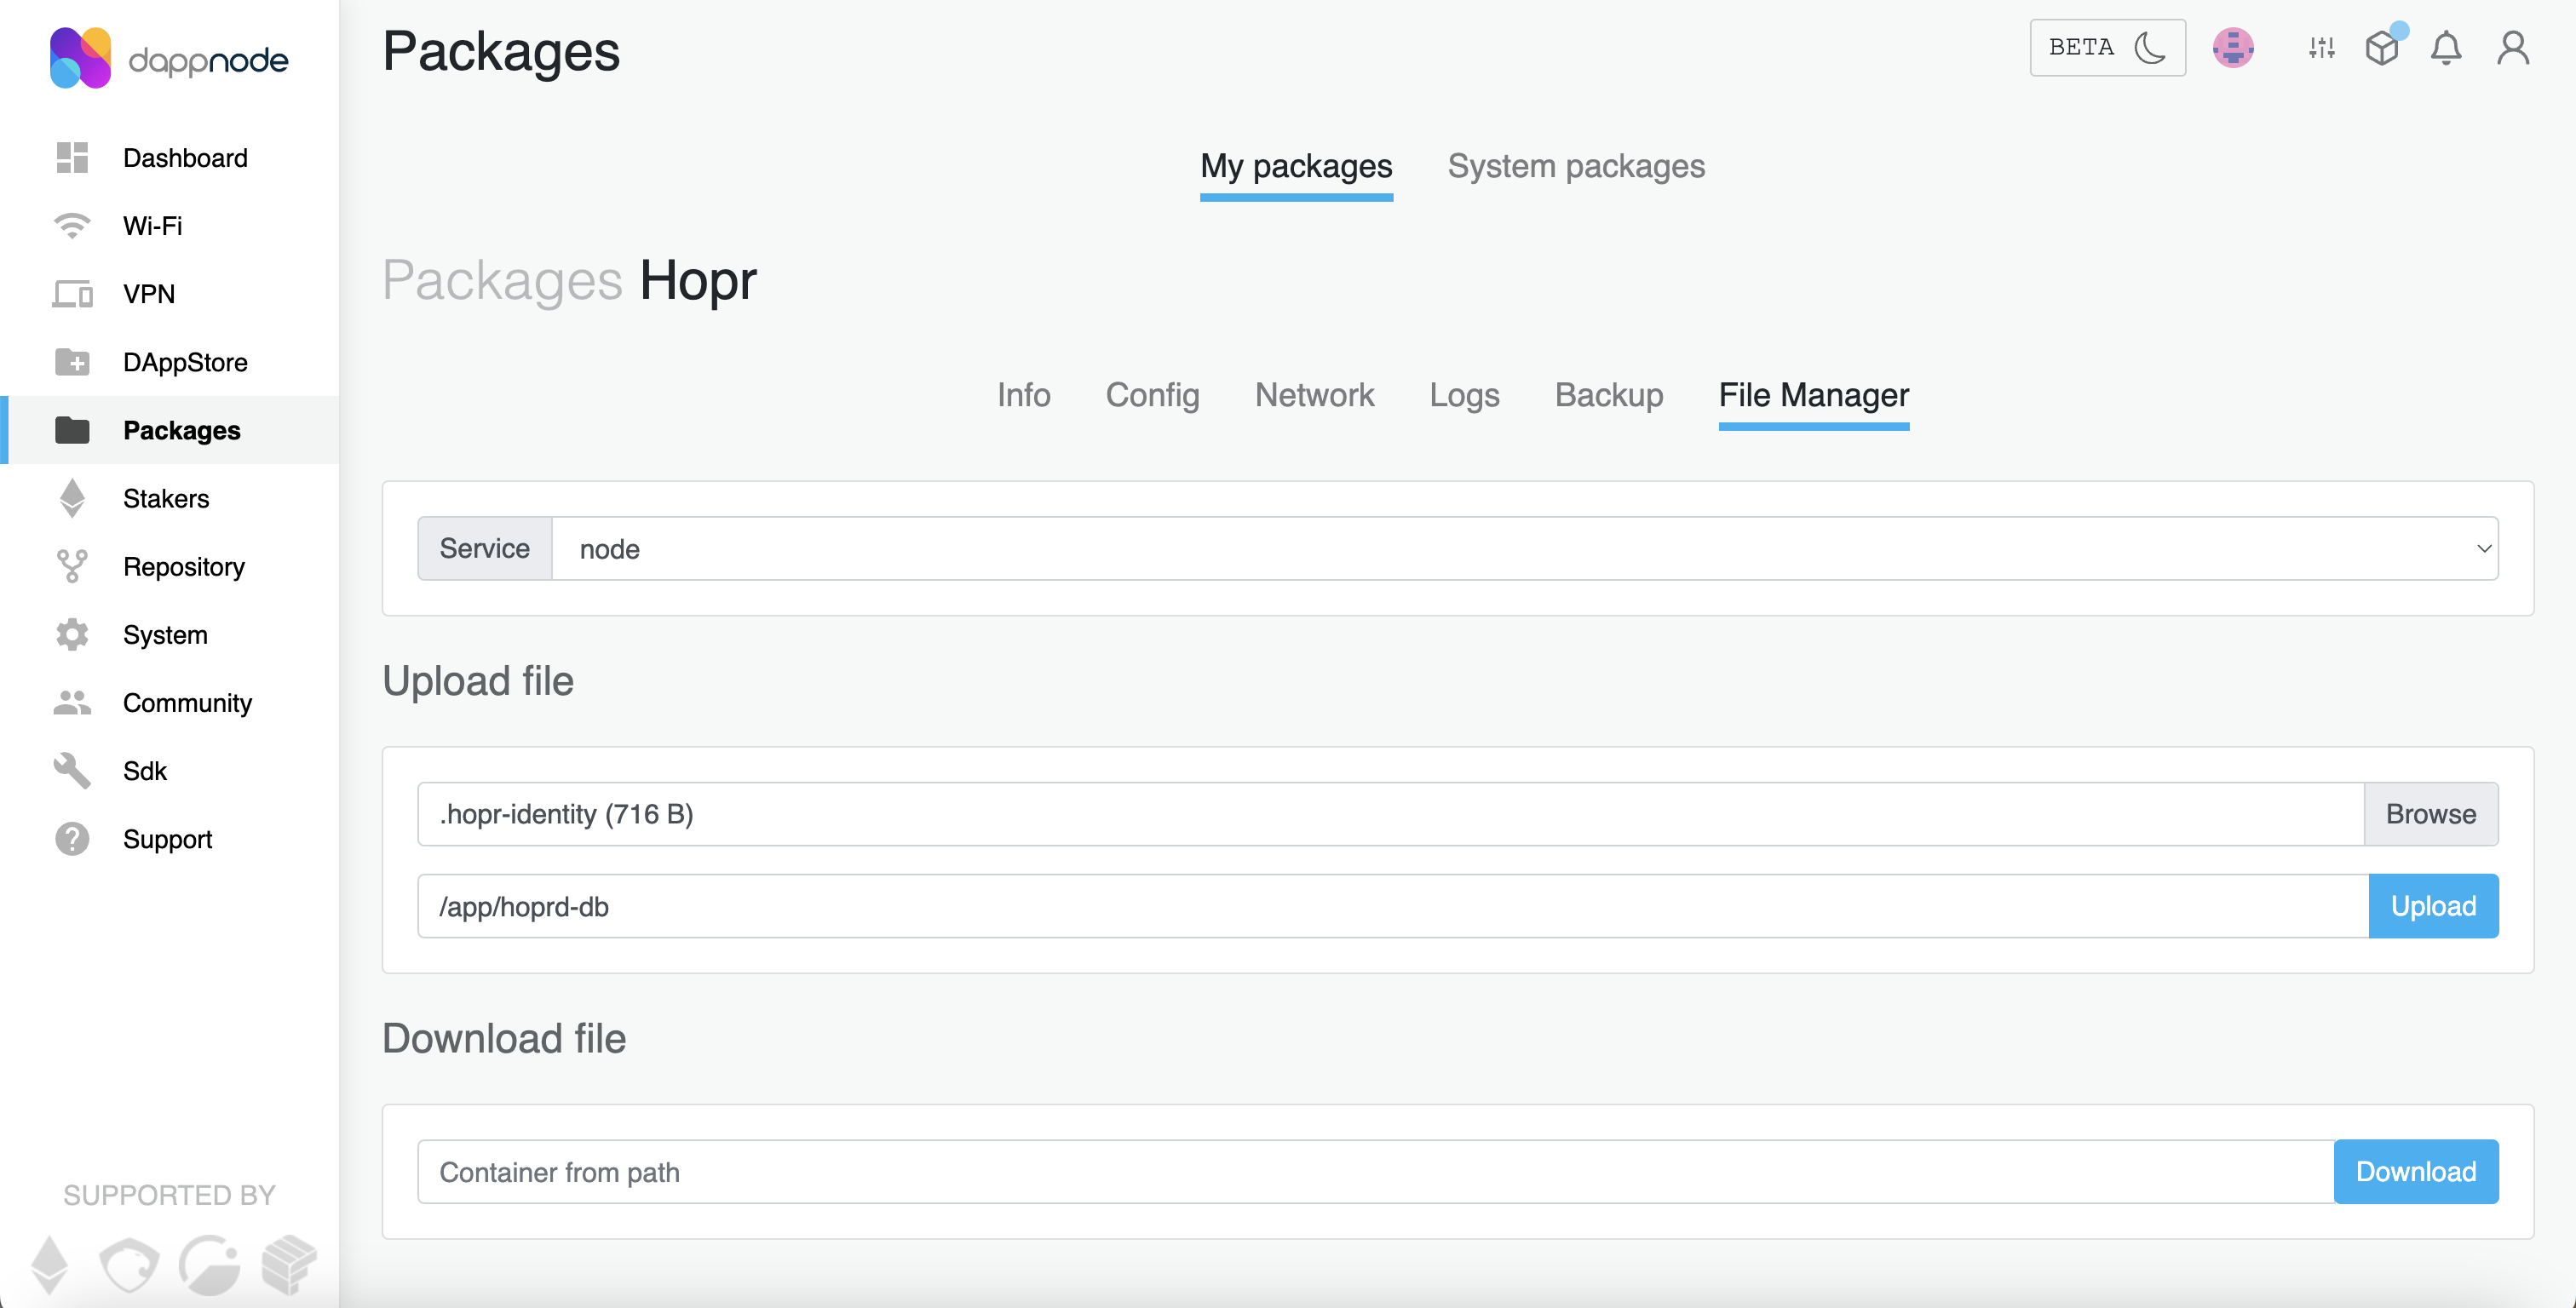 dappnode
Packages
BETA
Dashboard
Wi-Fi
VPN
DAppStore
Packages
Stakers
Repository
System
Community
Sdk
Support
SUPPORTED BY
My packages System packages
Packages Hopr
Info Config Network Logs Backup File Manager
Service node
Upload file
.hopr-identity (716 B) Browse
/app/hoprd-db Upload
Download file
Container from path Download